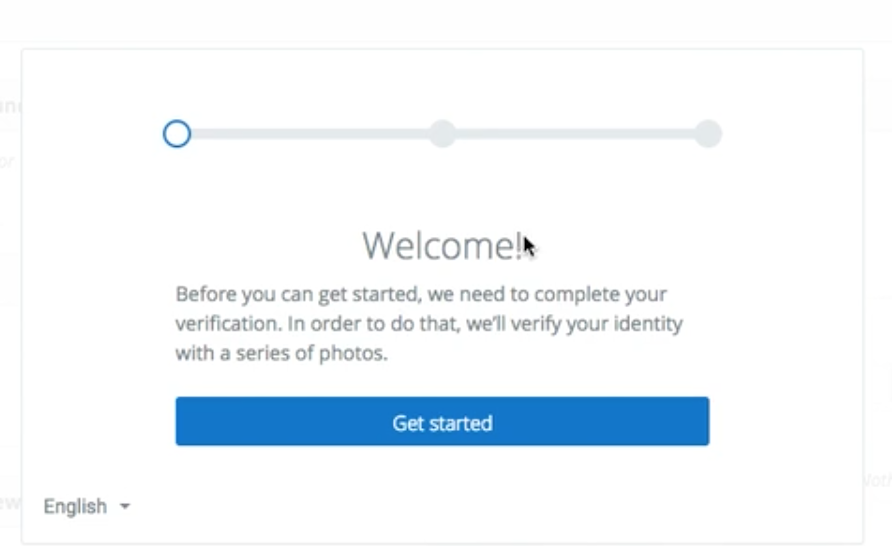 Welcome!
Before you can get started, we need to complete your
verification. In order to do that, we'll verify your identity
with a series of photos.
Get started
English